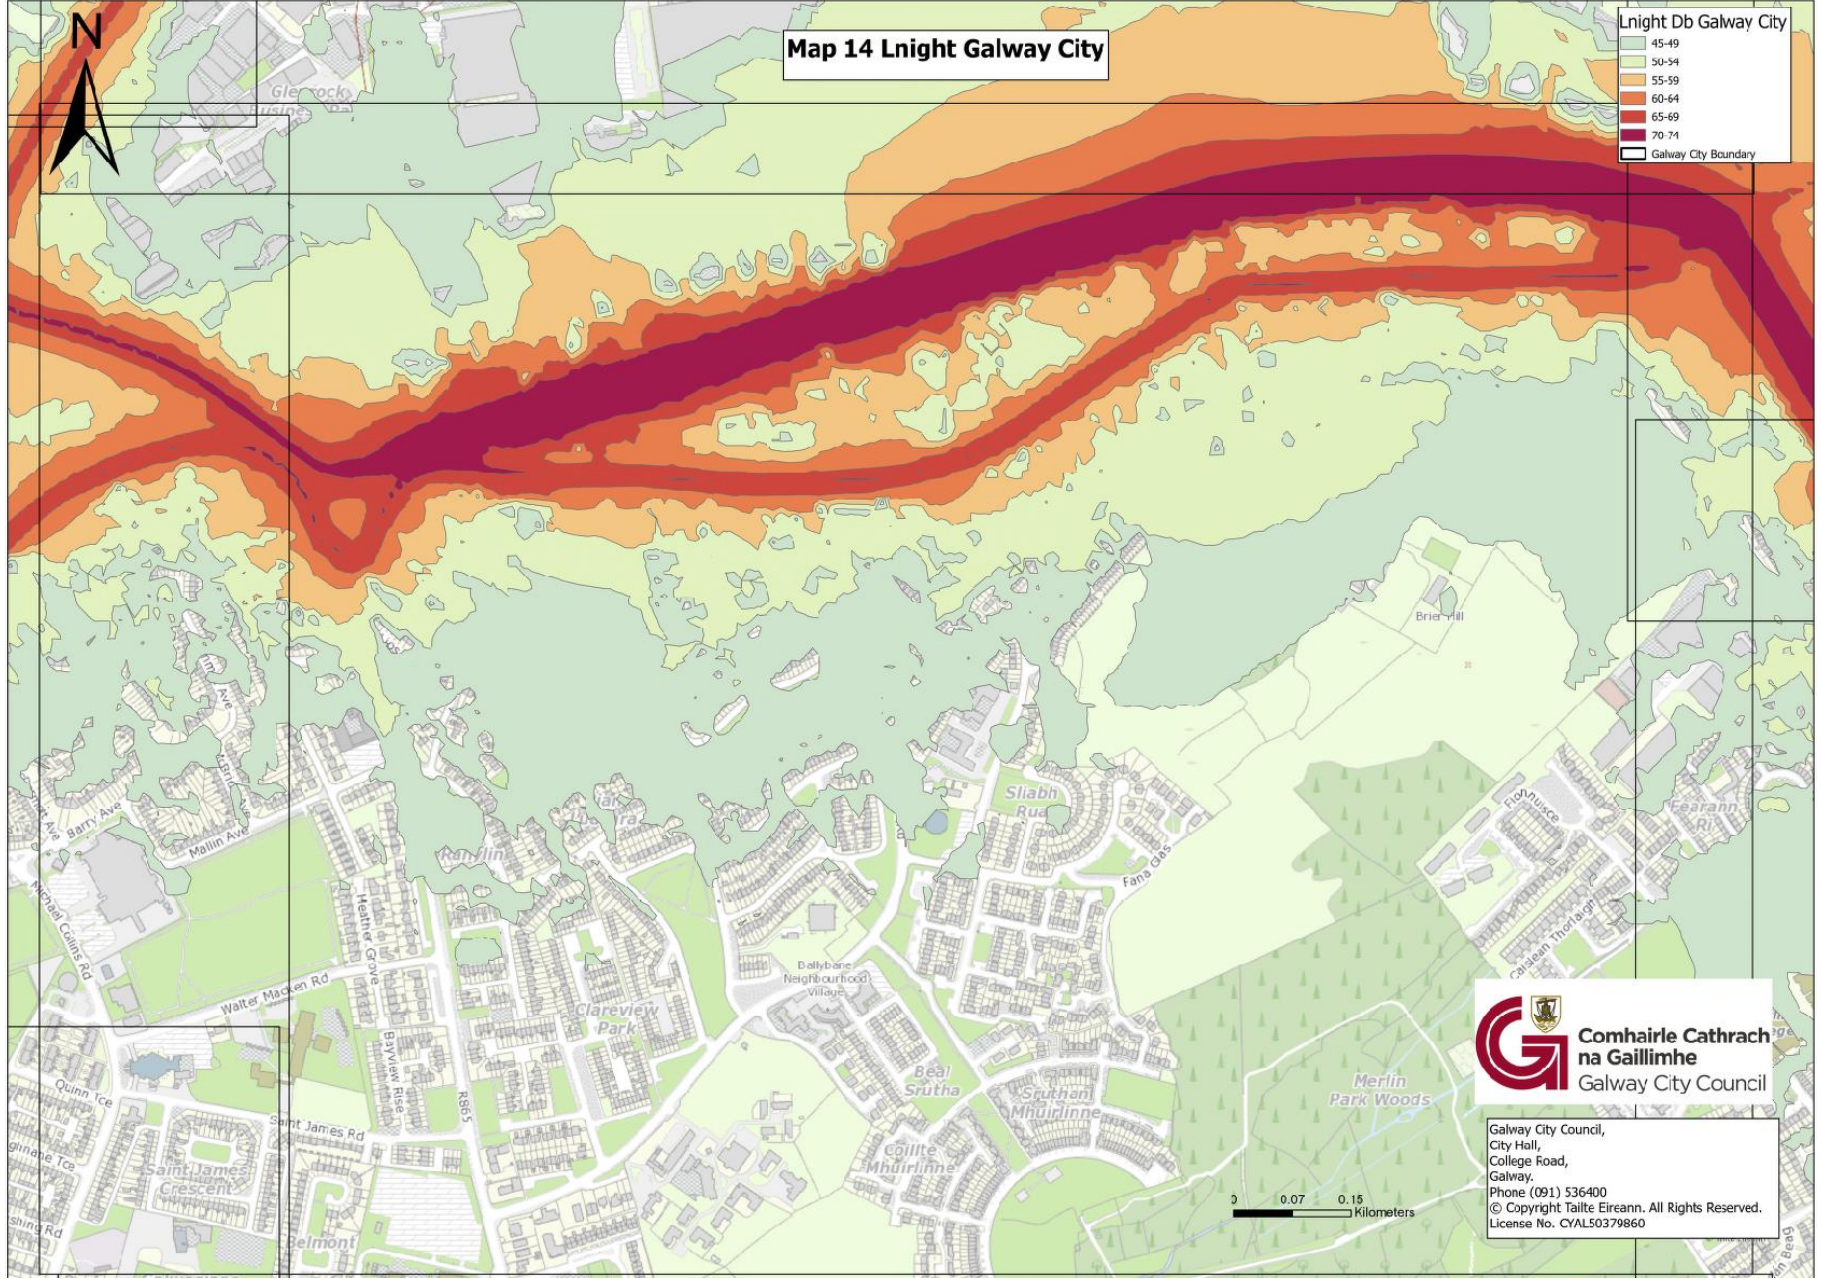 N
Map 14 Lnight Galway City
Lnight Db Galway City
45-49
50-54
55-59
60-64
65-69
70-74
Galway City Boundary
Glenrock
Brier Hill
Ave
Barry Ave
Mallin Ave
Michael Collins Rd
Heather Grove
Walter Macken Rd
Sliabh
Rua
Fana Glas
Fionnuisce
Fearann
Ri
Caislean Thorlaigh
Ballybane
Neighbourhood
Village
Clareview
Park
Bayview Rise
R865
Quinn Tce
Saint James Rd
Saint James
Crescent
Belmont
Beal
Srutha
Sruthan
Mhuirlinne
Coillte
Mhuirlinne
Merlin
Park Woods
Comhairle Cathrach
na Gaillimhe
Galway City Council
Galway City Council,
City Hall,
College Road,
Galway.
Phone (091) 536400
© Copyright Tailte Eireann. All Rights Reserved.
License No. CYAL50379860
0 0.07 0.15
Kilometers